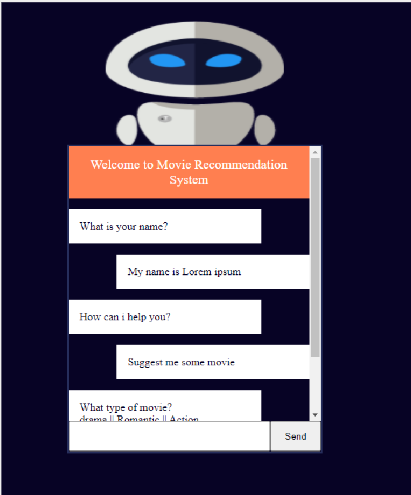 Welcome to Movie Recommendation
System
What is your name?
My name is Lorem ipsum
How can i help you?
Suggest me some movie
What type of movie?
drama || Romantic || Action
Send